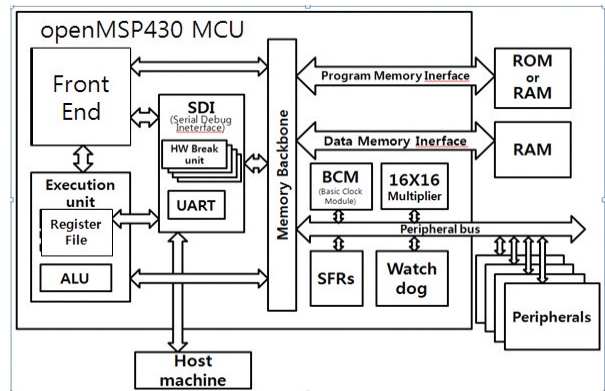 openMSP430 MCU
Front
End
SDI
(Serial Debug
Ineterface)
HW Break
unit
UART
Execution
unit
Register
File
ALU
Memory Backbone
Program Memory Inerface
ROM
or
RAM
Data Memory Inerface
RAM
BCM
(Basic Clock
Module)
16X16
Multiplier
Peripheral bus
SFRs
Watch
dog
Peripherals
Host
machine